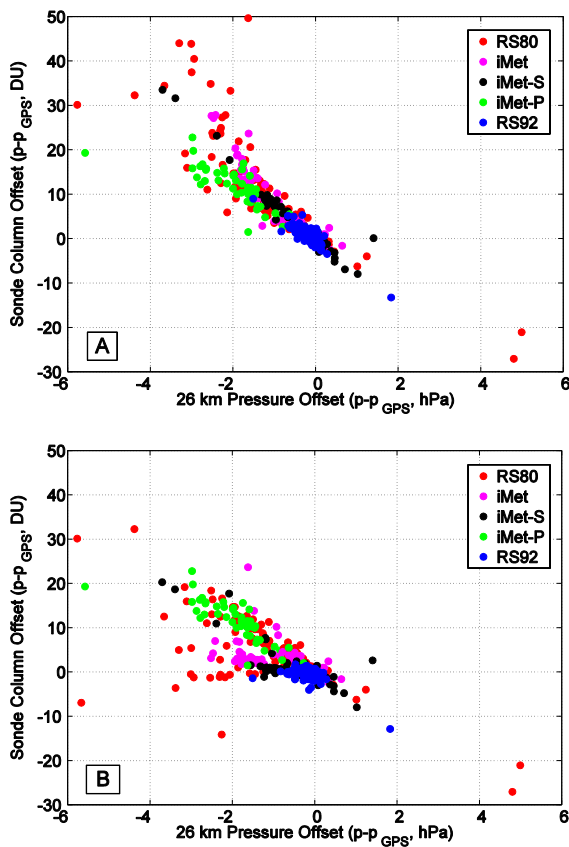 50
40
30
20
10
0
-10
-20
-30
Sonde Column Offset (p-p GPS, DU)
RS80
iMet
iMet-S
iMet-P
RS92
A
-6
-4
-2
0
2
4
6
26 km Pressure Offset (p-p GPS, hPa)
50
40
30
20
10
0
-10
-20
-30
Sonde Column Offset (p-p GPS, DU)
RS80
iMet
iMet-S
iMet-P
RS92
B
-6
-4
-2
0
2
4
6
26 km Pressure Offset (p-p GPS, hPa)